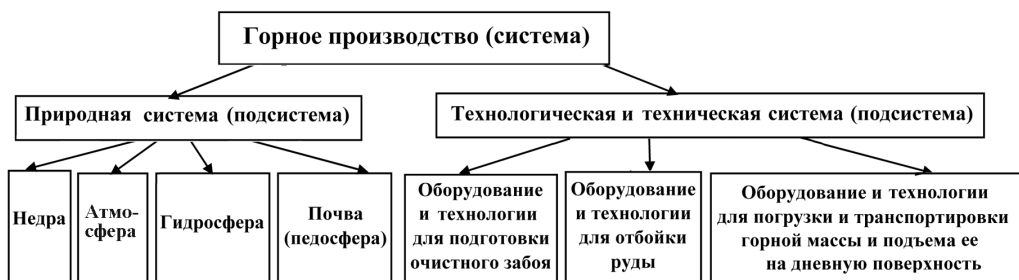 Горное производство (система)
Природная система (подсистема)
Технологическая и техническая система (подсистема)
Недра
Атмо-
сфера
Гидросфера
Почва
(педосфера)
Оборудование
и технологии
для подготовки
очистного забоя
Оборудование
и технологии
для отбойки
руды
Оборудование и технологии
для погрузки и транспортировки
горной массы и подъема ее
на дневную поверхность